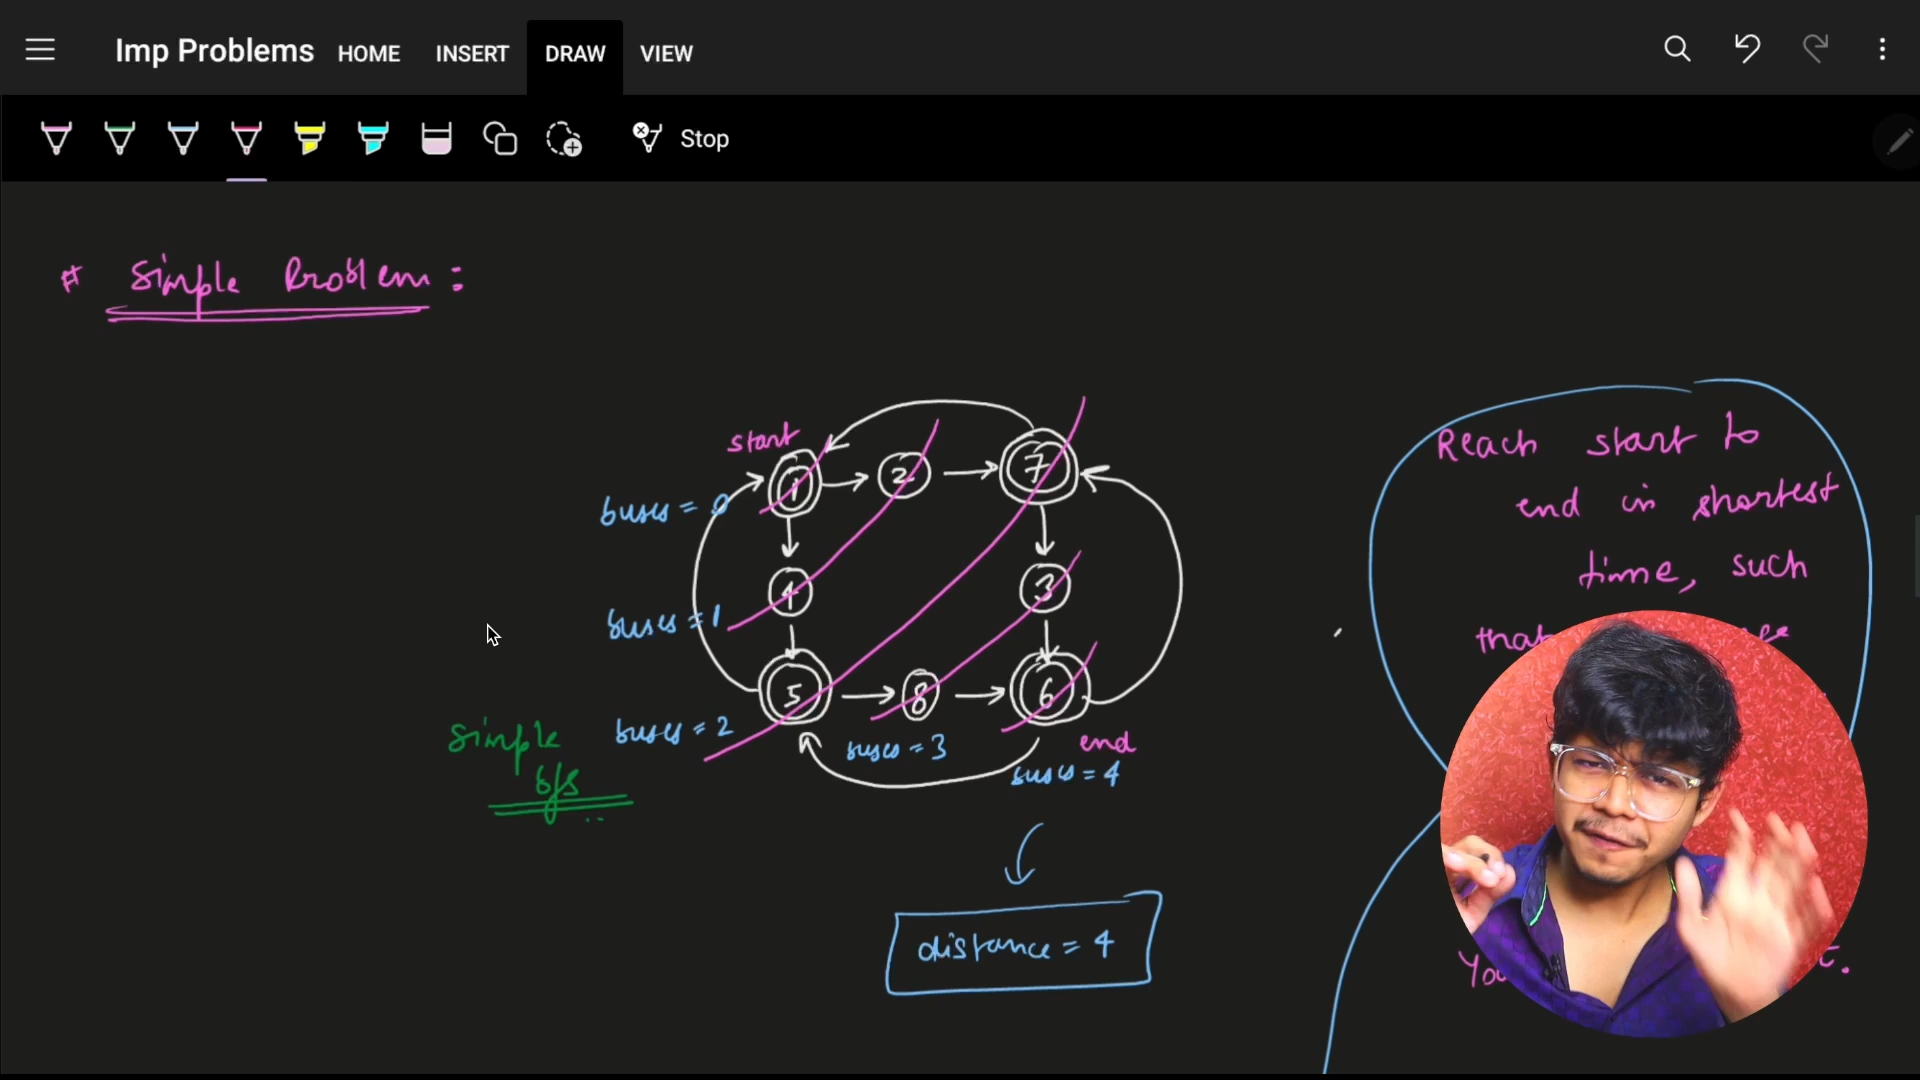 Imp Problems HOME INSERT DRAW VIEW
Stop
# Simple Problem :
start
1 2 7
buses = 0
4 3
buses = 1
5 8 6
buses = 2
buses = 3
end
buses = 4
simple
bfs
distance = 4
Reach start to
end in shortest
time, such